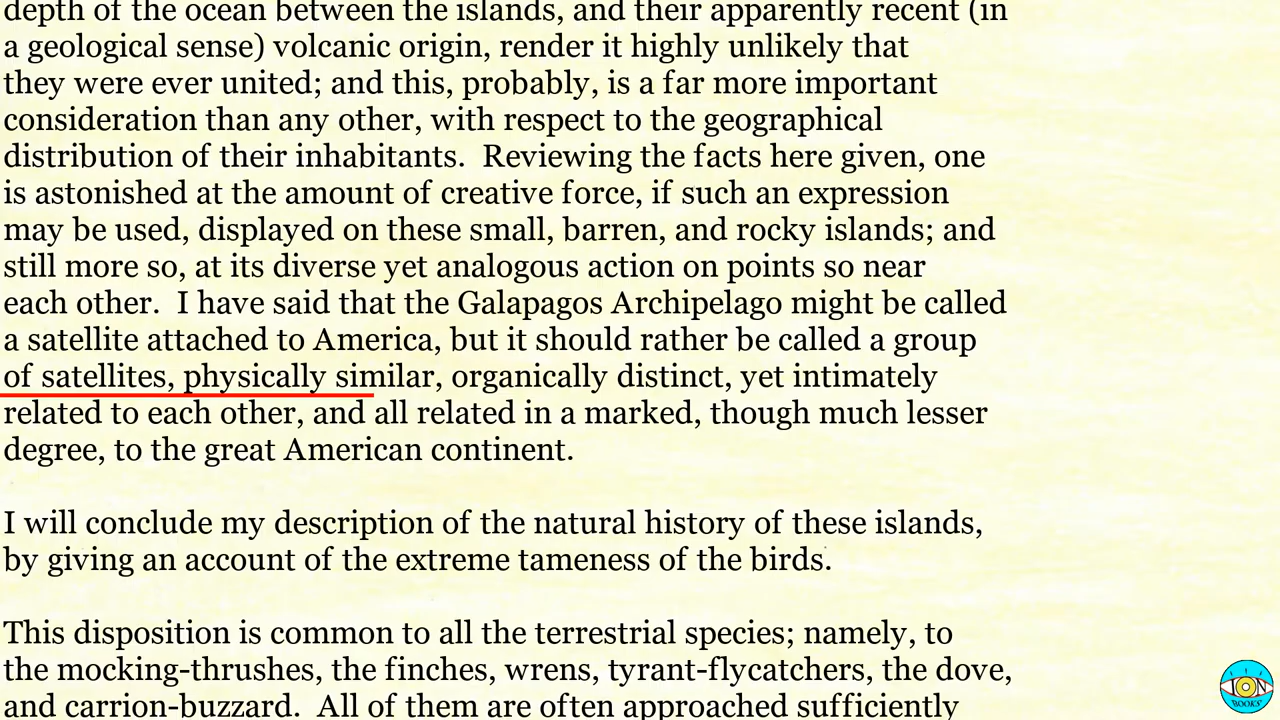 depth of the ocean between the islands, and their apparently recent (in
a geological sense) volcanic origin, render it highly unlikely that
they were ever united; and this, probably, is a far more important
consideration than any other, with respect to the geographical
distribution of their inhabitants.  Reviewing the facts here given, one
is astonished at the amount of creative force, if such an expression
may be used, displayed on these small, barren, and rocky islands; and
still more so, at its diverse yet analogous action on points so near
each other.  I have said that the Galapagos Archipelago might be called
a satellite attached to America, but it should rather be called a group
of satellites, physically similar, organically distinct, yet intimately
related to each other, and all related in a marked, though much lesser
degree, to the great American continent.
I will conclude my description of the natural history of these islands,
by giving an account of the extreme tameness of the birds.
This disposition is common to all the terrestrial species; namely, to
the mocking-thrushes, the finches, wrens, tyrant-flycatchers, the dove,
and carrion-buzzard.  All of them are often approached sufficiently
ION
BOOKS